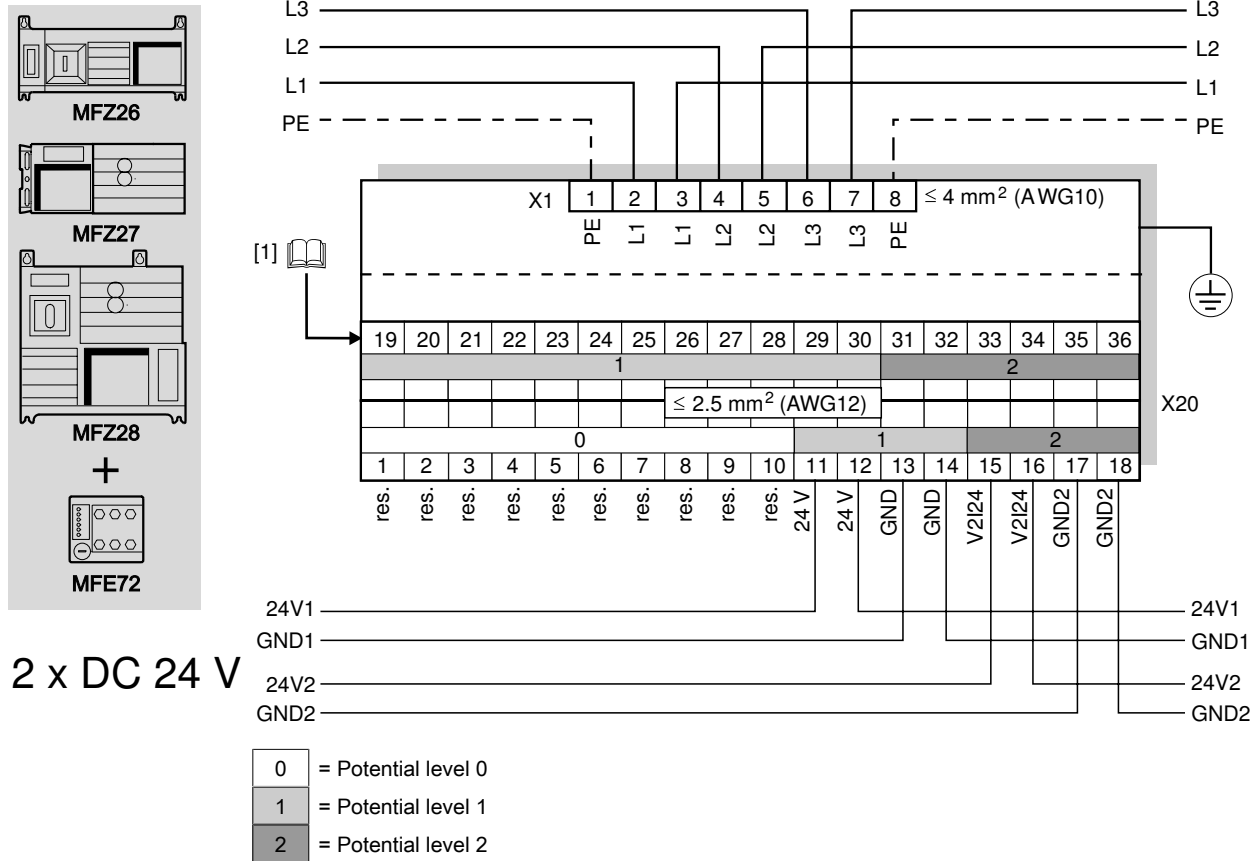 L3 L3
L2 L2
L1 L1
PE PE
MFZ26
MFZ27
MFZ28
+
MFE72
2 x DC 24 V
X1 1 2 3 4 5 6 7 8 ≤ 4 mm² (AWG10)
PE L1 L1 L2 L2 L3 L3 PE
[1]
19 20 21 22 23 24 25 26 27 28 29 30 31 32 33 34 35 36
1 2
≤ 2.5 mm² (AWG12)
X20
0 1 2
1 2 3 4 5 6 7 8 9 10 11 12 13 14 15 16 17 18
res. res. res. res. res. res. res. res. res. res. 24 V 24 V GND GND V2I24 V2I24 GND2 GND2
24V1 24V1
GND1 GND1
24V2 24V2
GND2 GND2
0 = Potential level 0
1 = Potential level 1
2 = Potential level 2